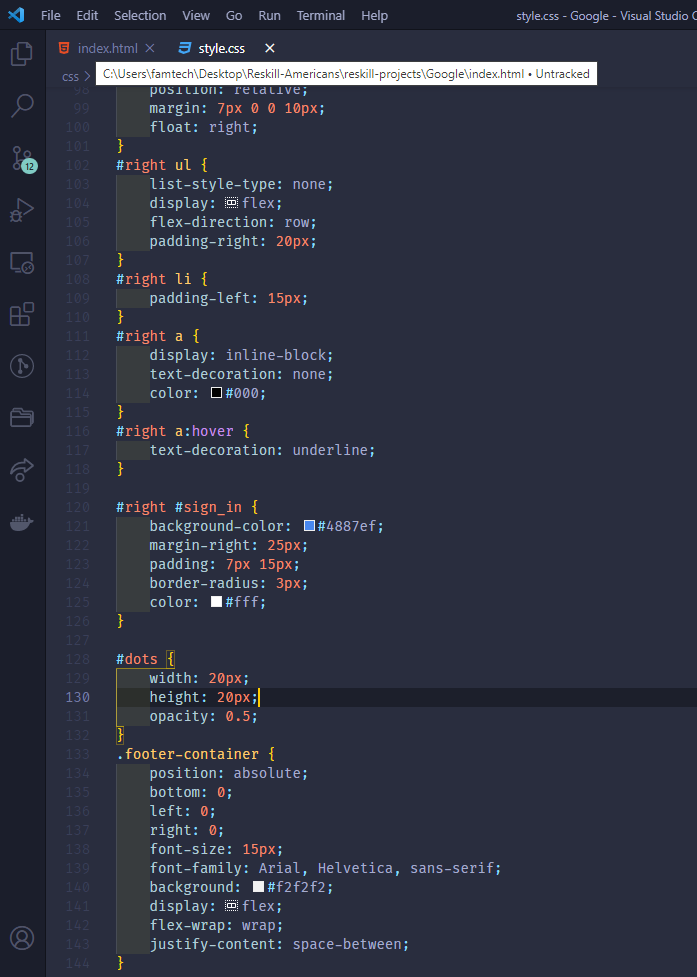 File Edit Selection View Go Run Terminal Help style.css - Google - Visual Studio C
index.html style.css
css >
C:\Users\famtech\Desktop\Reskill-Americans\reskill-projects\Google\index.html • Untracked
98 position: relative;
99 margin: 7px 0 0 10px;
100 float: right;
101 }
102 #right ul {
103 list-style-type: none;
104 display: flex;
105 flex-direction: row;
106 padding-right: 20px;
107 }
108 #right li {
109 padding-left: 15px;
110 }
111 #right a {
112 display: inline-block;
113 text-decoration: none;
114 color: #000;
115 }
116 #right a:hover {
117 text-decoration: underline;
118 }
119
120 #right #sign_in {
121 background-color: #4887ef;
122 margin-right: 25px;
123 padding: 7px 15px;
124 border-radius: 3px;
125 color: #fff;
126 }
127
128 #dots {
129 width: 20px;
130 height: 20px;
131 opacity: 0.5;
132 }
133 .footer-container {
134 position: absolute;
135 bottom: 0;
136 left: 0;
137 right: 0;
138 font-size: 15px;
139 font-family: Arial, Helvetica, sans-serif;
140 background: #f2f2f2;
141 display: flex;
142 flex-wrap: wrap;
143 justify-content: space-between;
144 }
12